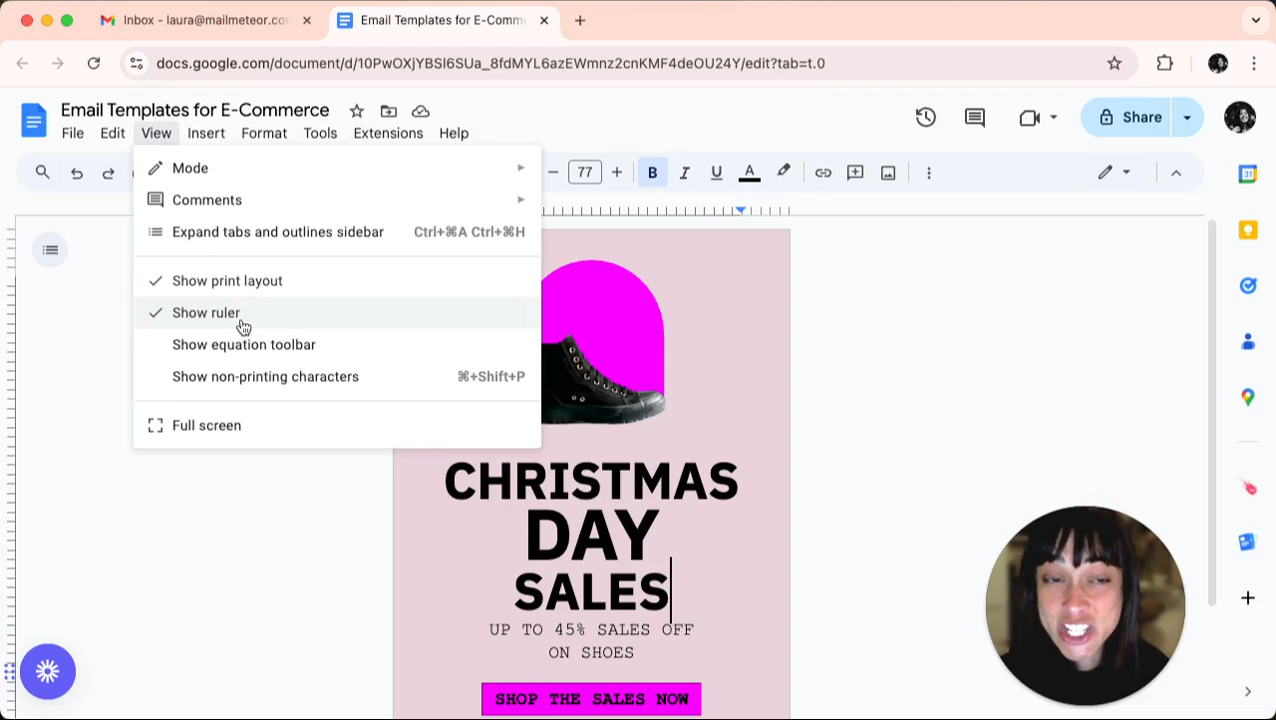 Inbox - laura@mailmeteor.co
Email Templates for E-Comme
docs.google.com/document/d/10PwOXjYBSl6SUa_8fdMYL6azEWmnz2cnKMF4deOU24Y/edit?tab=t.0
Email Templates for E-Commerce
File Edit View Insert Format Tools Extensions Help
Share
77 B I U A
Mode
Comments
Expand tabs and outlines sidebar Ctrl+⌘A Ctrl+⌘H
Show print layout
Show ruler
Show equation toolbar
Show non-printing characters ⌘+Shift+P
Full screen
31
CHRISTMAS
DAY
SALES
UP TO 45% SALES OFF
ON SHOES
SHOP THE SALES NOW